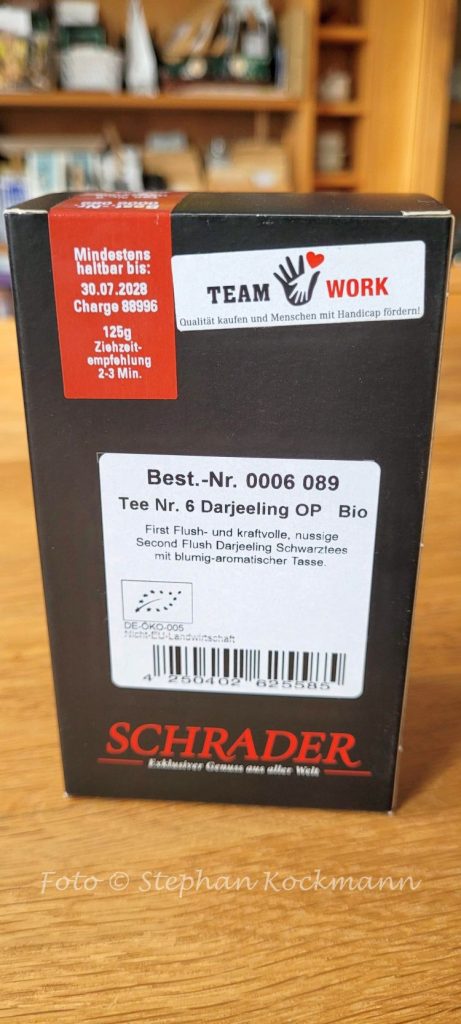 Mindestens
haltbar bis:
30.07.2028
Charge 88996
125g
Ziehzeit-
empfehlung
2-3 Min.
TEAM WORK
Qualität kaufen und Menschen mit Handicap fördern!
Best.-Nr. 0006 089
Tee Nr. 6 Darjeeling OP Bio
First Flush- und kraftvolle, nussige
Second Flush Darjeeling Schwarztees
mit blumig-aromatischer Tasse.
DE-ÖKO-005
Nicht-EU-Landwirtschaft
4 250402 625585
SCHRADER
Exklusiver Genuss aus aller Welt
Foto © Stephan Kockmann